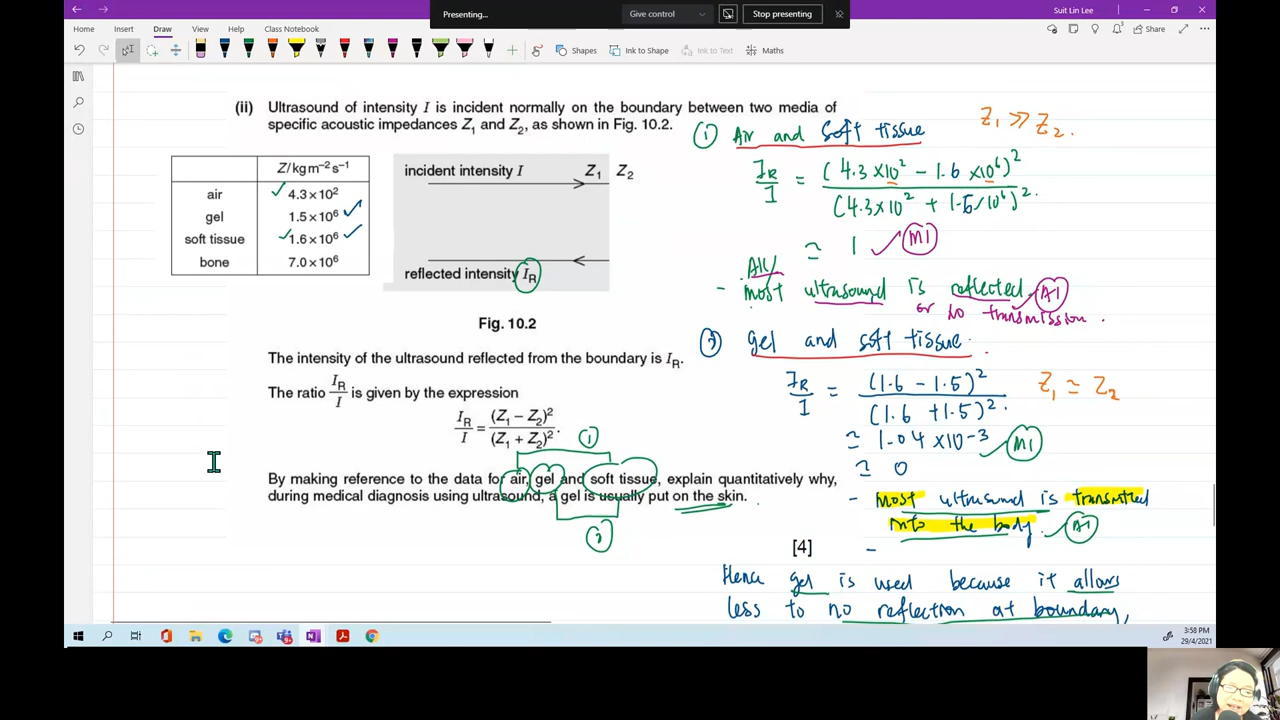 Presenting...
Give control
Stop presenting
Suit Lin Lee
Home Insert Draw View Help Class Notebook
Share
Shapes
Ink to Shape
Ink to Text
Maths
(ii) Ultrasound of intensity I is incident normally on the boundary between two media of
specific acoustic impedances Z1 and Z2, as shown in Fig. 10.2.
Z/kg m−2 s−1
air 4.3 × 10²
gel 1.5 × 10⁶
soft tissue 1.6 × 10⁶
bone 7.0 × 10⁶
incident intensity I Z1 Z2
reflected intensity IR
Fig. 10.2
The intensity of the ultrasound reflected from the boundary is IR.
The ratio IR/I is given by the expression
IR/I = (Z1 − Z2)²/(Z1 + Z2)².
①
By making reference to the data for air, gel and soft tissue, explain quantitatively why,
during medical diagnosis using ultrasound, a gel is usually put on the skin.
②
[4]
Z1 >> Z2.
① Air and soft tissue
IR/I = (4.3×10² − 1.6 ×10⁶)²/(4.3×10² + 1.6×10⁶)².
≃ 1 M1
All/
- most ultrasound is reflected. A1
or no transmission.
② Gel and soft tissue.
IR/I = (1.6 − 1.5)²/(1.6 + 1.5)². Z1 ≃ Z2
≃ 1.04 ×10−3 M1
≃ 0
- most ultrasound is transmitted
into the body. A1
-
Hence gel is used because it allows
less to no reflection at boundary,
3:58 PM
29/4/2021